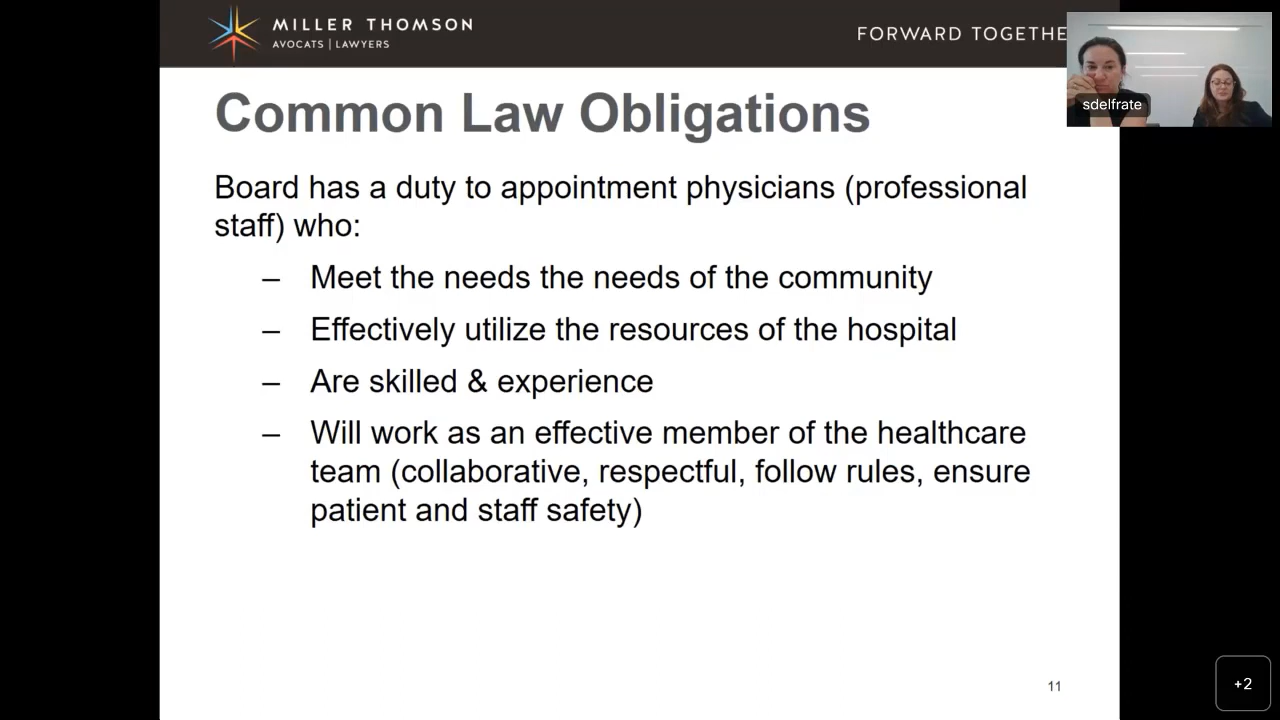 MILLER THOMSON
AVOCATS | LAWYERS
FORWARD TOGETHE
sdelfrate
Common Law Obligations
Board has a duty to appointment physicians (professional
staff) who:
– Meet the needs the needs of the community
– Effectively utilize the resources of the hospital
– Are skilled & experience
– Will work as an effective member of the healthcare
team (collaborative, respectful, follow rules, ensure
patient and staff safety)
11
+2